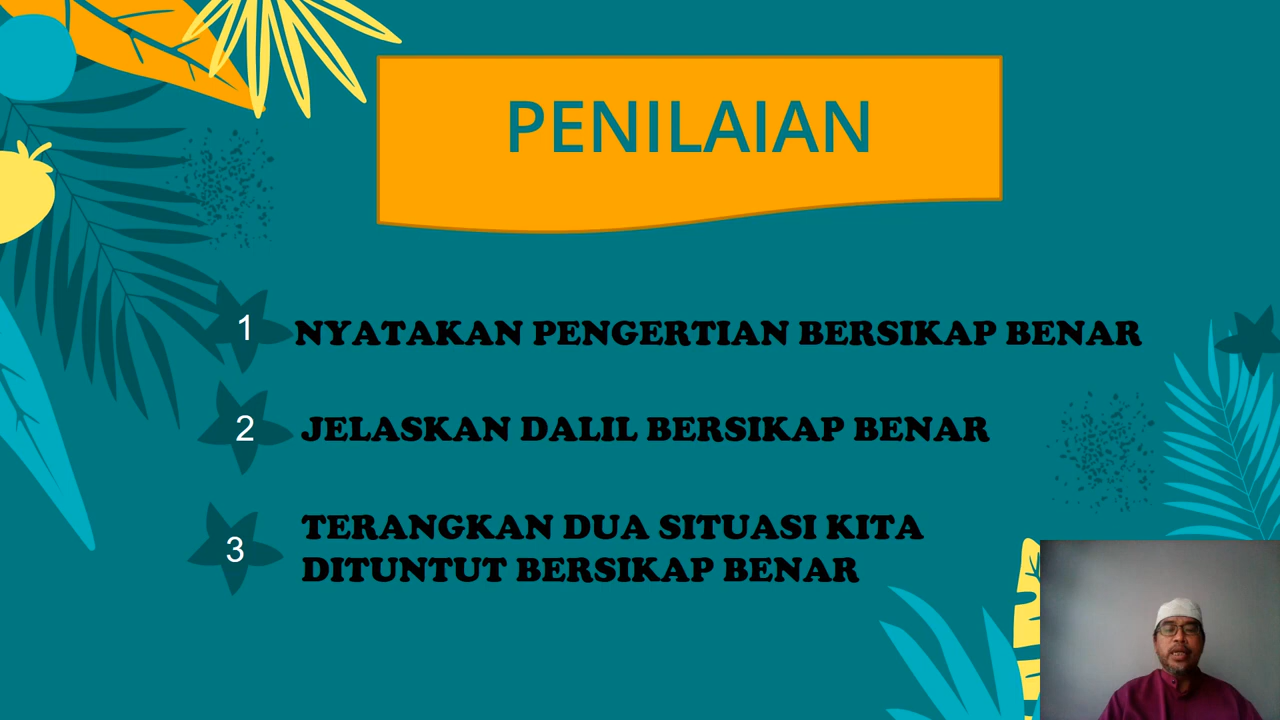 PENILAIAN
1 NYATAKAN PENGERTIAN BERSIKAP BENAR
2 JELASKAN DALIL BERSIKAP BENAR
3 TERANGKAN DUA SITUASI KITA
DITUNTUT BERSIKAP BENAR